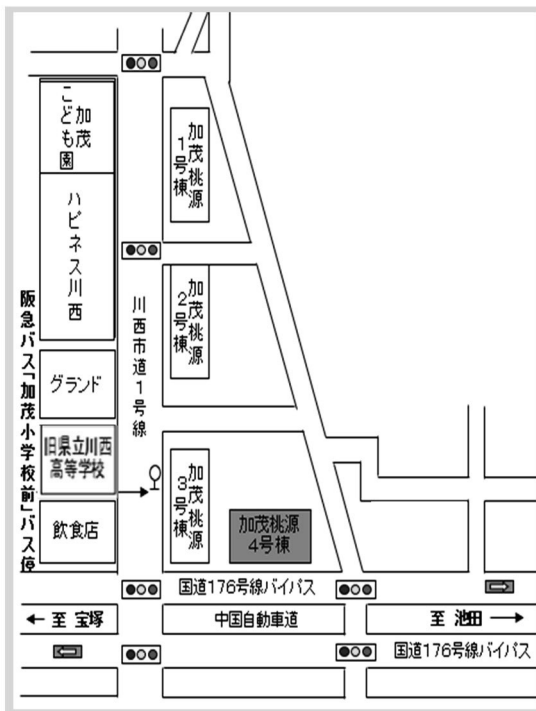 加茂
こども園
ハピネス川西
グランド
旧県立川西
高等学校
飲食店
阪急バス「加茂小学校前」バス停
川西市道1号線
加茂桃源
1号棟
加茂桃源
2号棟
加茂桃源
3号棟
加茂桃源
4号棟
国道176号線バイパス
← 至 宝塚
中国自動車道
至 池田 →
国道176号線バイパス